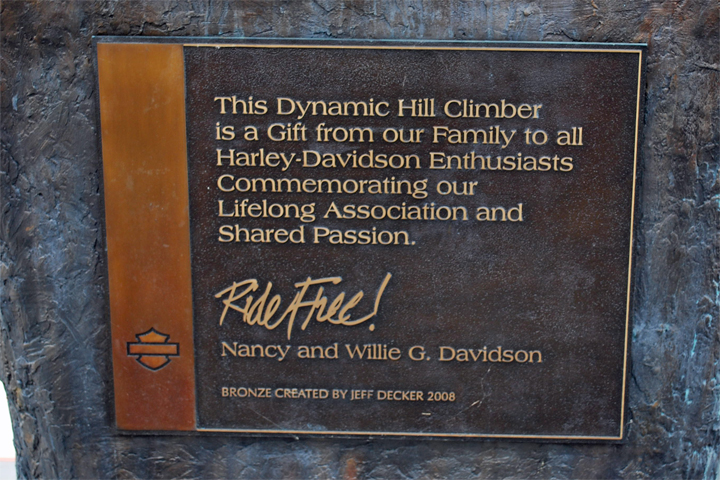 This Dynamic Hill Climber
is a Gift from our Family to all
Harley-Davidson Enthusiasts
Commemorating our
Lifelong Association and
Shared Passion.
Ride Free!
Nancy and Willie G. Davidson
BRONZE CREATED BY JEFF DECKER 2008